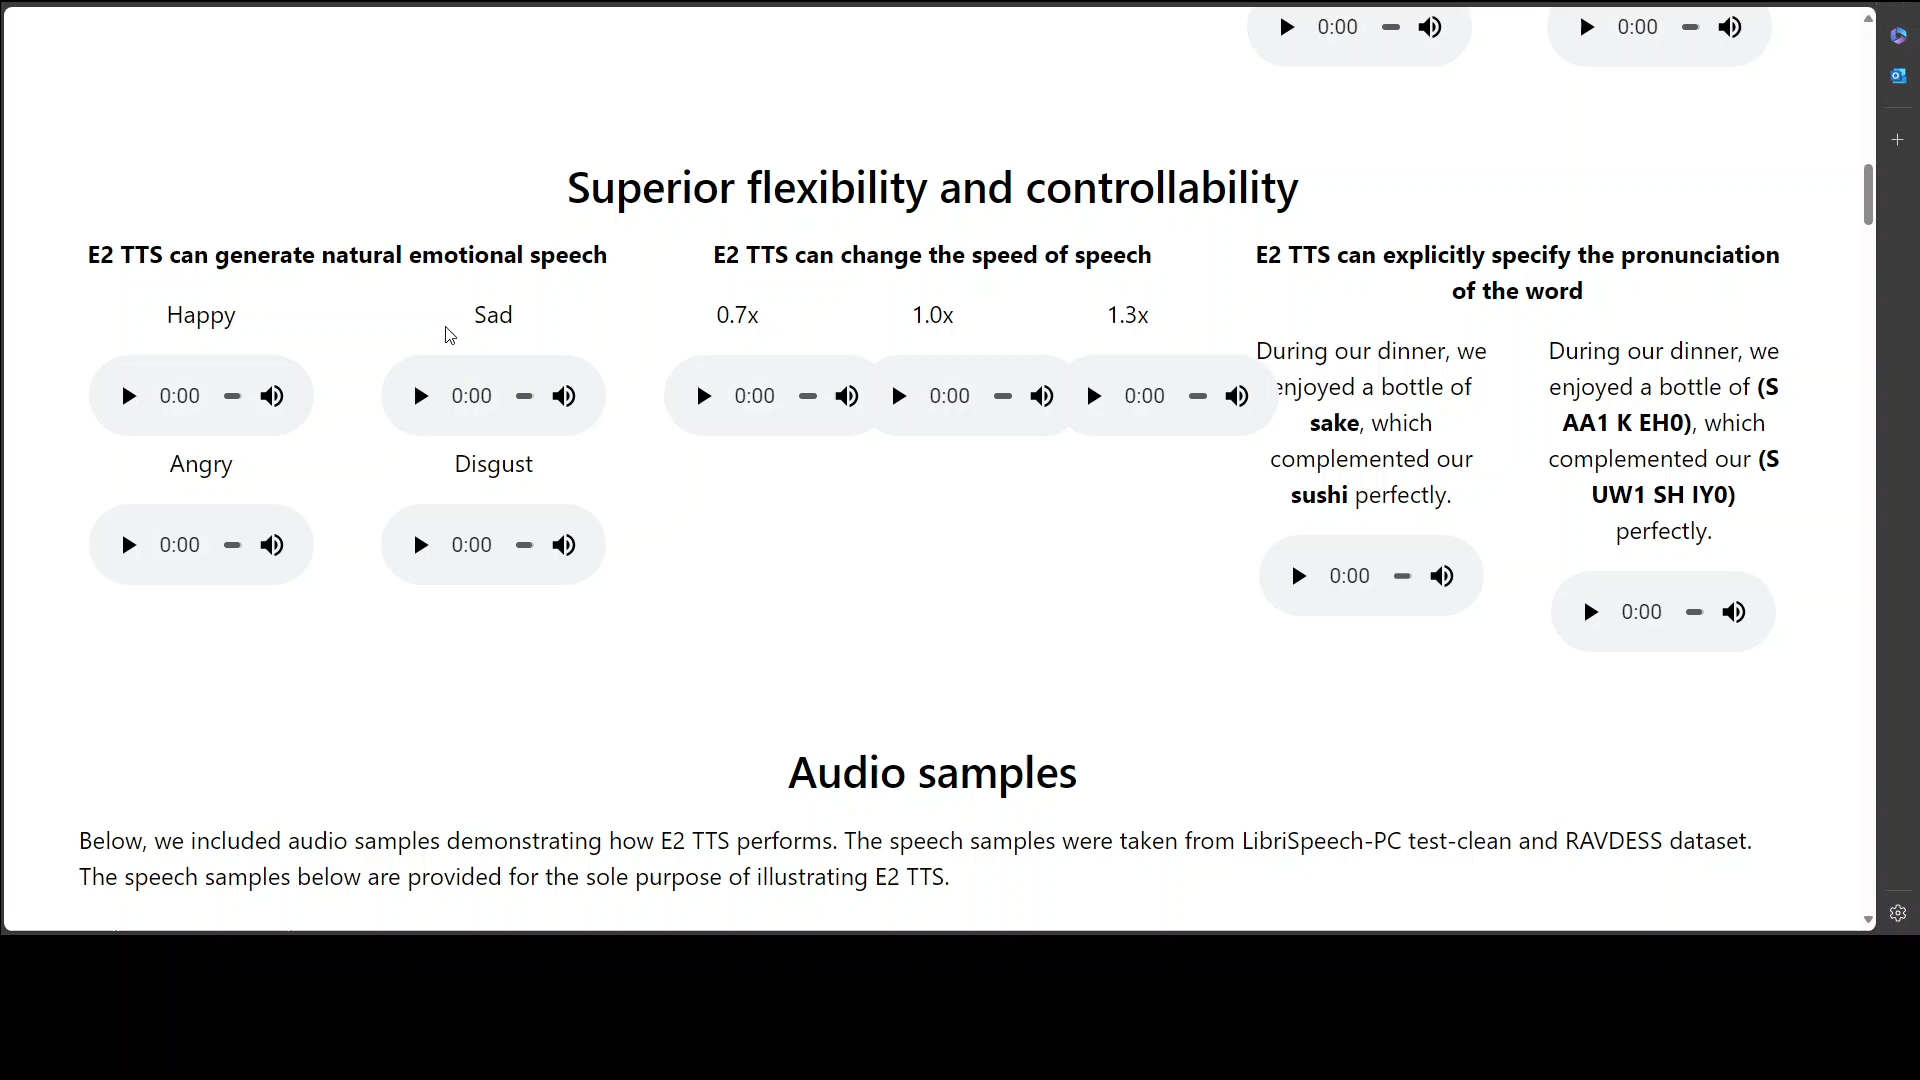 0:00
0:00
Superior flexibility and controllability
E2 TTS can generate natural emotional speech
Happy
Sad
0:00
0:00
Angry
Disgust
0:00
0:00
E2 TTS can change the speed of speech
0.7x
1.0x
1.3x
0:00
0:00
0:00
E2 TTS can explicitly specify the pronunciation
of the word
During our dinner, we
enjoyed a bottle of
sake, which
complemented our
sushi perfectly.
0:00
During our dinner, we
enjoyed a bottle of (S
AA1 K EH0), which
complemented our (S
UW1 SH IY0)
perfectly.
0:00
Audio samples
Below, we included audio samples demonstrating how E2 TTS performs. The speech samples were taken from LibriSpeech-PC test-clean and RAVDESS dataset.
The speech samples below are provided for the sole purpose of illustrating E2 TTS.